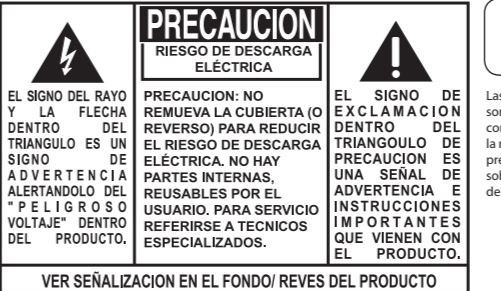 PRECAUCION
RIESGO DE DESCARGA
ELÉCTRICA
EL SIGNO DEL RAYO
Y LA FLECHA
DENTRO DEL
TRIANGULO ES UN
SIGNO DE
ADVERTENCIA
ALERTANDOLO DEL
"PELIGROSO
VOLTAJE" DENTRO
DEL PRODUCTO.
PRECAUCION: NO
REMUEVA LA CUBIERTA (O
REVERSO) PARA REDUCIR
EL RIESGO DE DESCARGA
ELÉCTRICA. NO HAY
PARTES INTERNAS,
REUSABLES POR EL
USUARIO. PARA SERVICIO
REFERIRSE A TECNICOS
ESPECIALIZADOS.
EL SIGNO DE
EXCLAMACION
DENTRO DEL
TRIANGOULO DE
PRECAUCION ES
UNA SEÑAL DE
ADVERTENCIA E
INSTRUCCIONES
IMPORTANTES
QUE VIENEN CON
EL PRODUCTO.
VER SEÑALIZACION EN EL FONDO/ REVES DEL PRODUCTO
Las
la
de